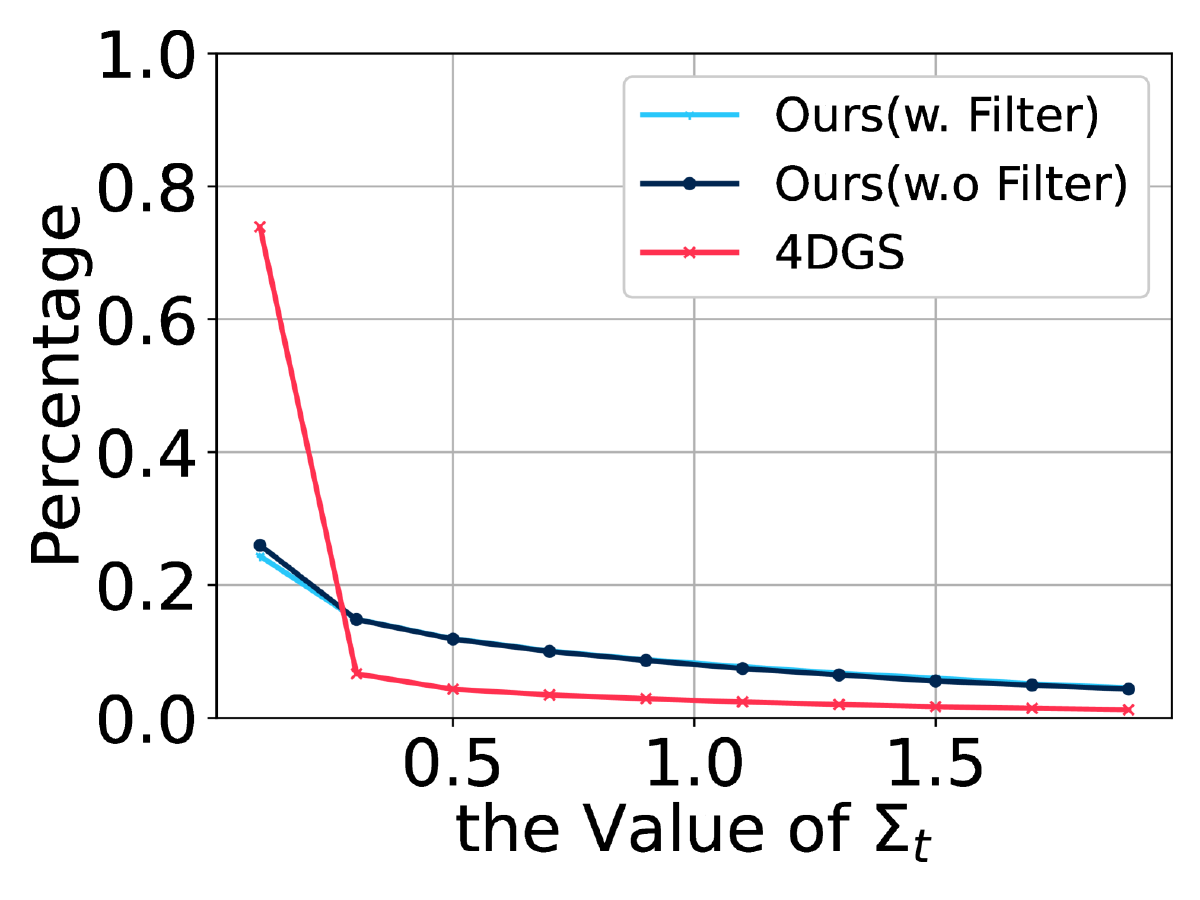 1.0
0.8
0.6
0.4
0.2
0.0
Percentage
Ours(w. Filter)
Ours(w.o Filter)
4DGS
0.5 1.0 1.5
the Value of Σt